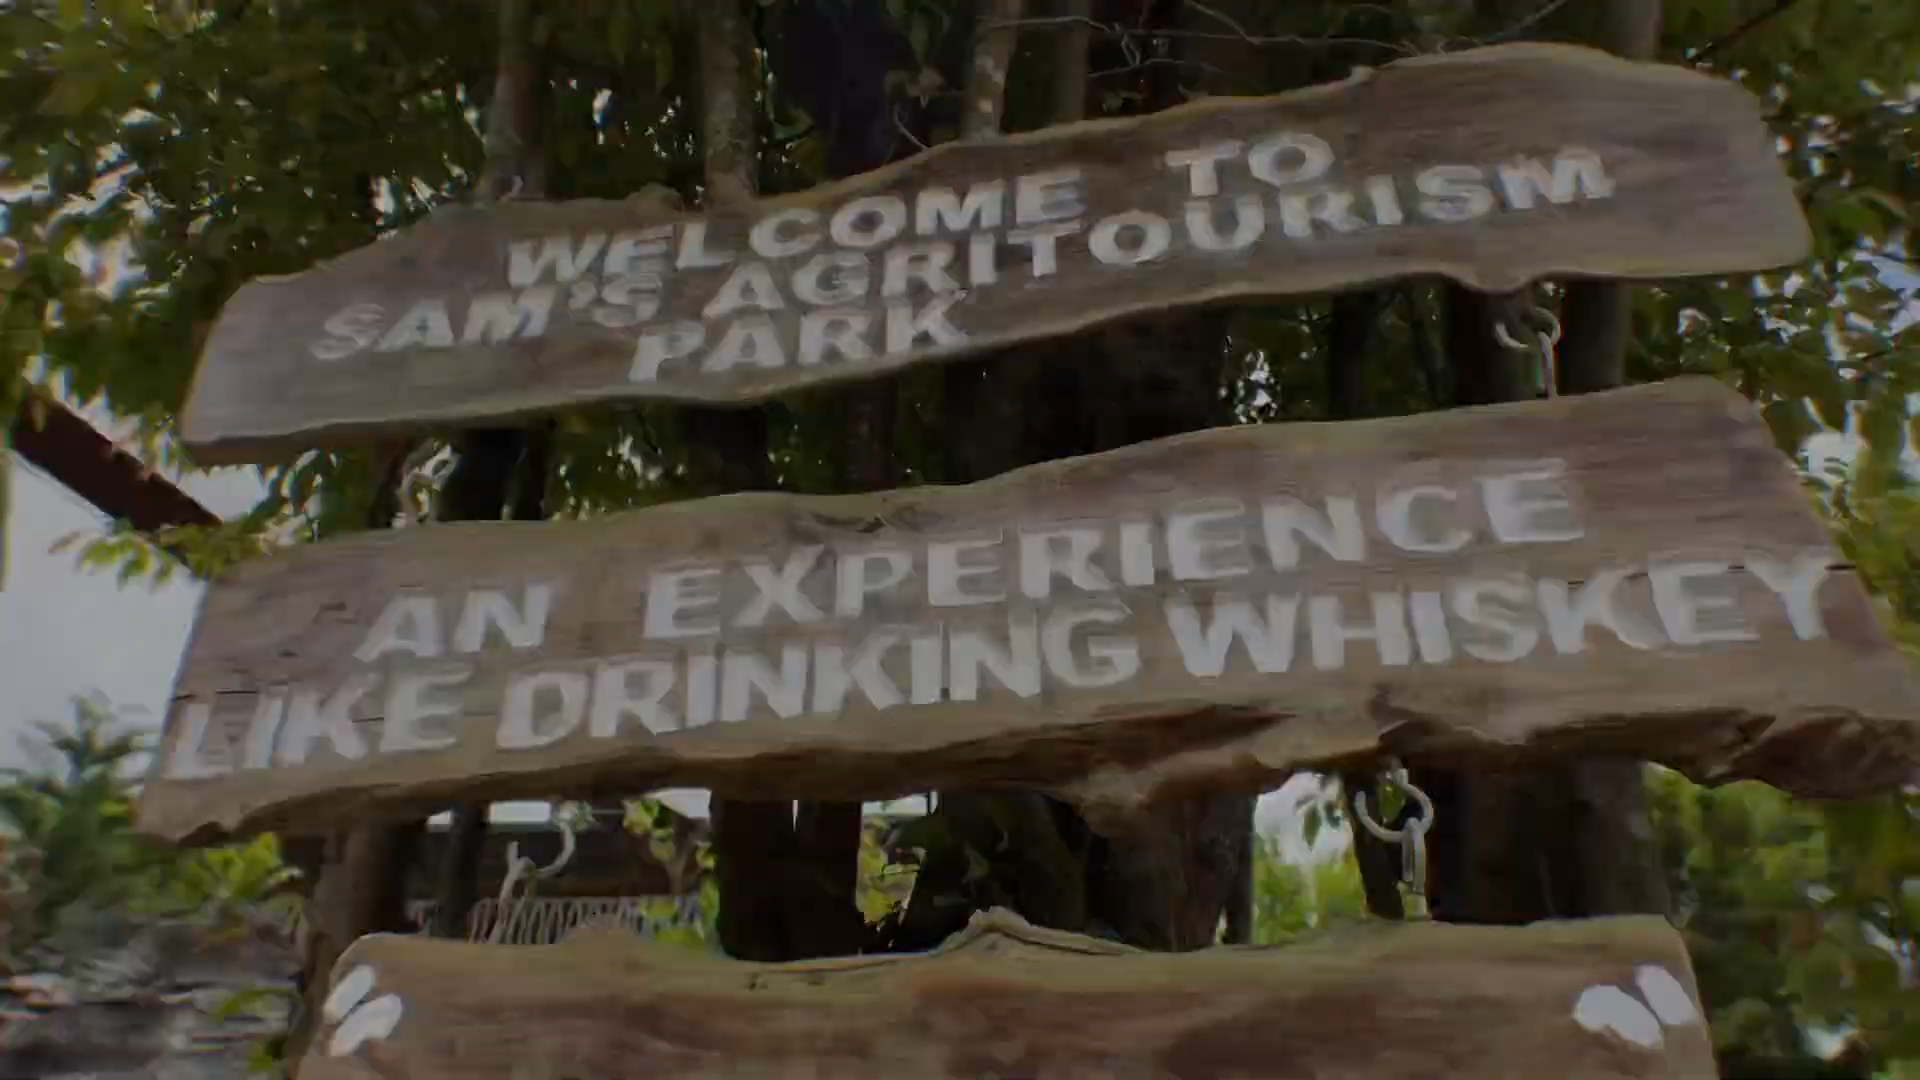 WELCOME TO
SAM'S AGRITOURISM
PARK
AN EXPERIENCE
LIKE DRINKING WHISKEY